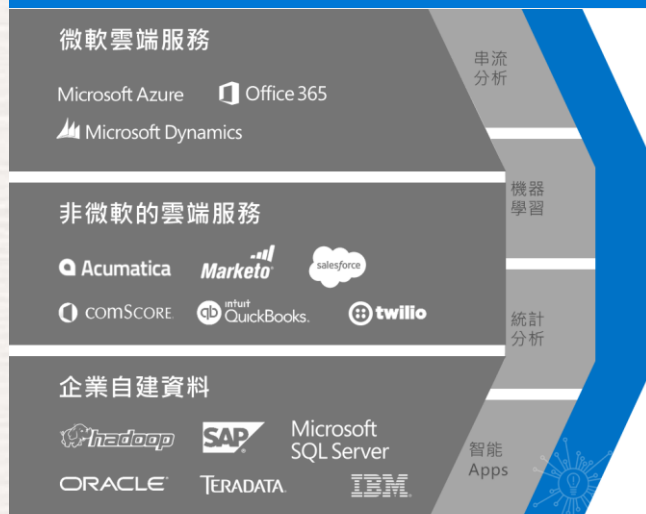 微軟雲端服務
Microsoft Azure
Office 365
Microsoft Dynamics
串流
分析
非微軟的雲端服務
Acumatica
Marketo
salesforce
comSCORE
intuit
qb QuickBooks.
twilio
機器
學習
統計
分析
企業自建資料
hadoop
SAP
Microsoft
SQL Server
ORACLE
TERADATA
IBM
智能
Apps